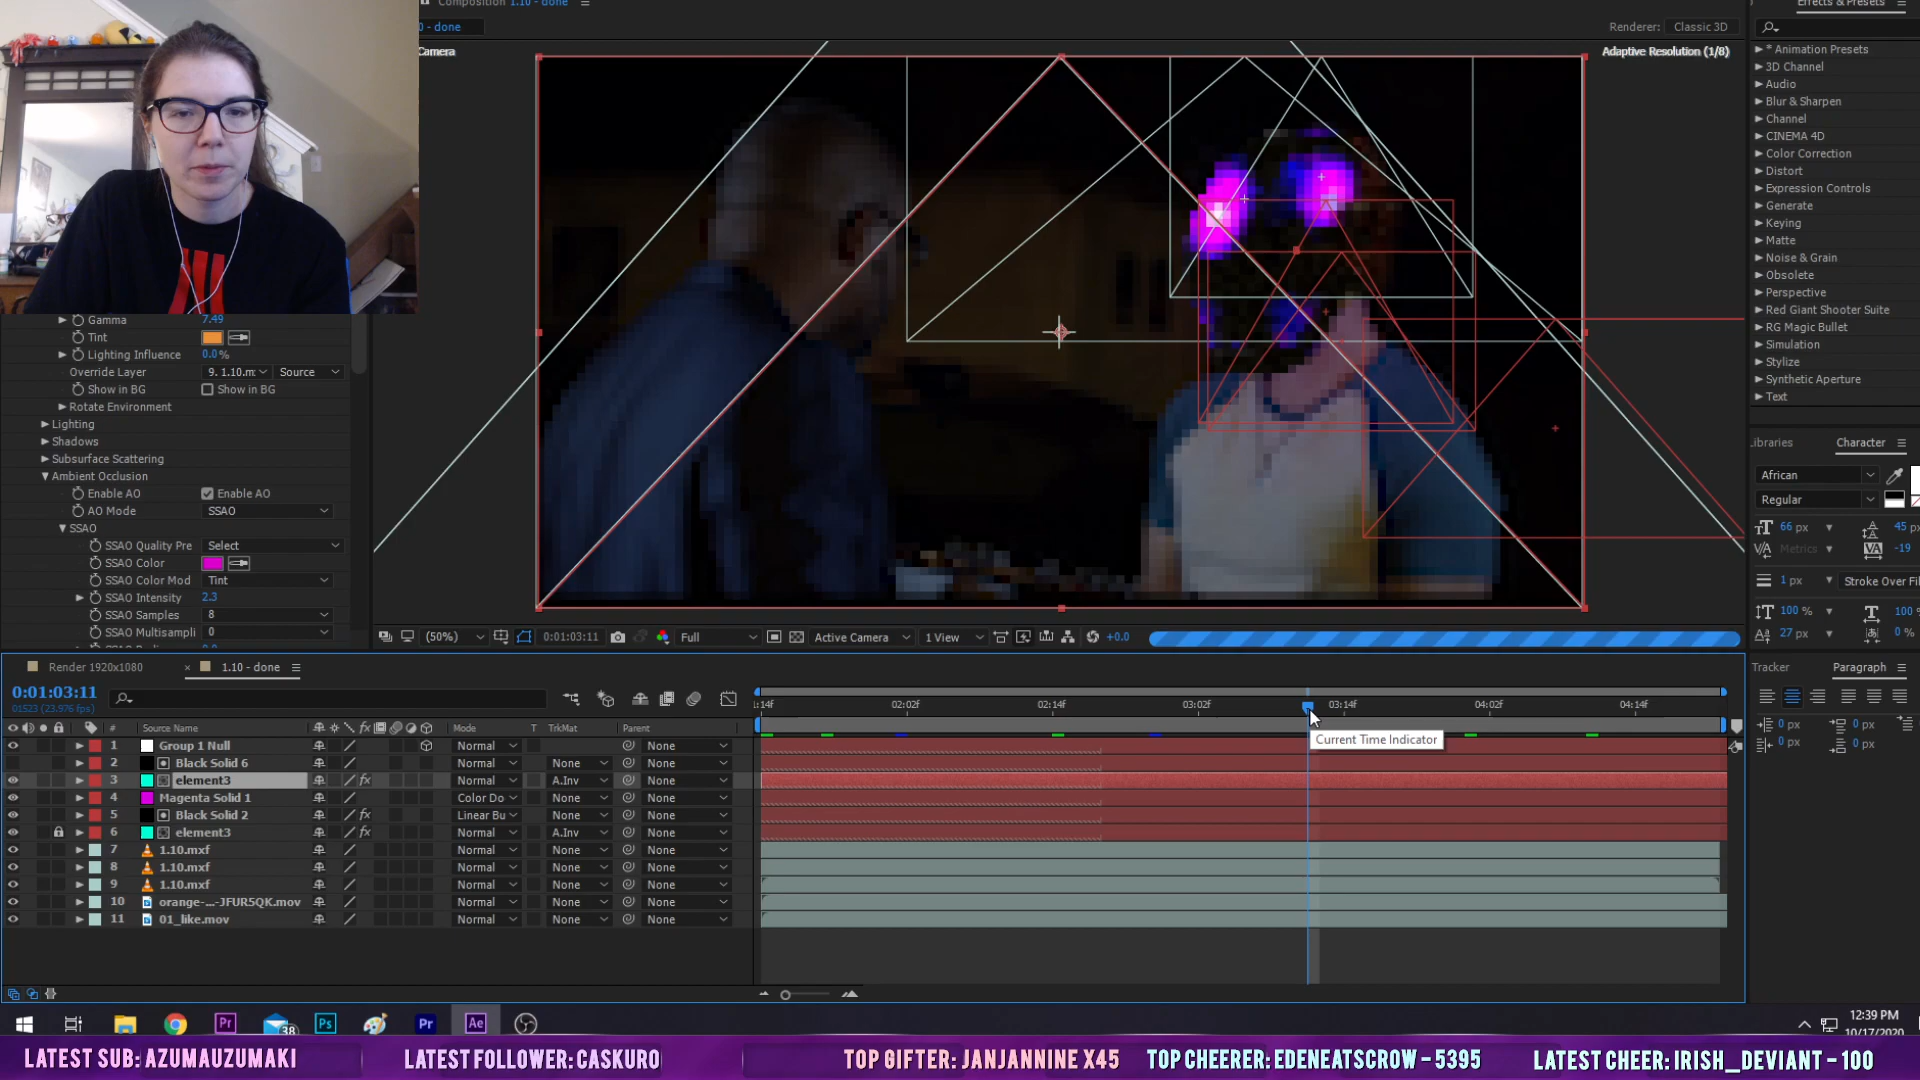 Composition 1.10 - done
0 - done
Renderer: Classic 3D
Camera
Adaptive Resolution (1/8)
Effects & Presets
* Animation Presets
3D Channel
Audio
Blur & Sharpen
Channel
CINEMA 4D
Color Correction
Distort
Expression Controls
Generate
Keying
Matte
Noise & Grain
Obsolete
Perspective
Red Giant Shooter Suite
RG Magic Bullet
Simulation
Stylize
Synthetic Aperture
Text
Gamma 7.49
Tint
Lighting Influence 0.0%
Override Layer 9. 1.10.m Source
Show in BG Show in BG
Rotate Environment
Lighting
Shadows
Subsurface Scattering
Ambient Occlusion
Enable AO Enable AO
AO Mode SSAO
SSAO
SSAO Quality Pre Select
SSAO Color
SSAO Color Mod Tint
SSAO Intensity 2.3
SSAO Samples 8
SSAO Multisampli 0
ibraries Character
African
Regular
66 px 45
Metrics -19
1 px Stroke Over Fil
100 % 100
27 px 0 %
(50%) 0:01:03:11 Full Active Camera 1 View +0.0
Render 1920x1080 × 1.10 - done
0:01:03:11
01523 (23.976 fps)
:14f 02:02f 02:14f 03:02f 03:14f 04:02f 04:14f
# Source Name Mode T TrkMat Parent
Current Time Indicator
1 Group 1 Null Normal None
2 Black Solid 6 Normal None None
3 element3 Normal A.Inv None
4 Magenta Solid 1 Color Do None None
5 Black Solid 2 Linear Bu None None
6 element3 Normal A.Inv None
7 1.10.mxf Normal None None
8 1.10.mxf Normal None None
9 1.10.mxf Normal None None
10 orange-...-JFUR5QK.mov Normal None None
11 01_like.mov Normal None None
Tracker Paragraph
0 px 0 px
0 px 0 px
38
Pr Ps Pr Ae
12:39 PM
10/17/2020
LATEST SUB: AZUMAUZUMAKI LATEST FOLLOWER: CASKURO TOP GIFTER: JANJANNINE X45 TOP CHEERER: EDENEATSCROW - 5395 LATEST CHEER: IRISH_DEVIANT - 100